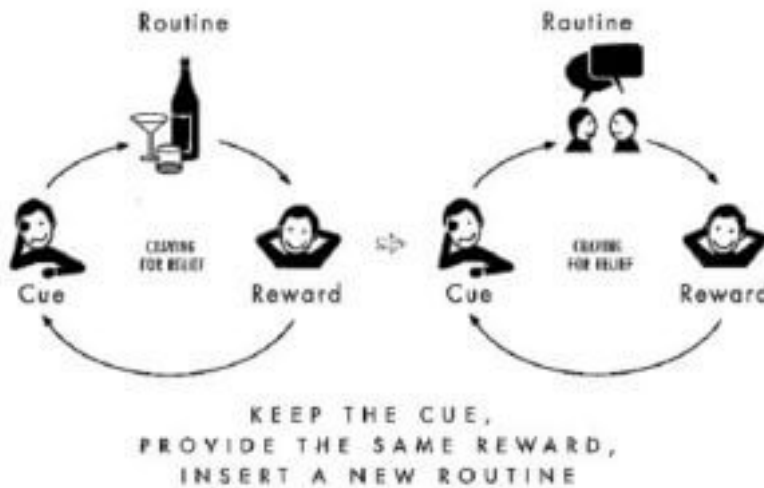 Routine
CRAVING
FOR RELIEF
Cue
Reward
Routine
CRAVING
FOR RELIEF
Cue
Reward
KEEP THE CUE,
PROVIDE THE SAME REWARD,
INSERT A NEW ROUTINE